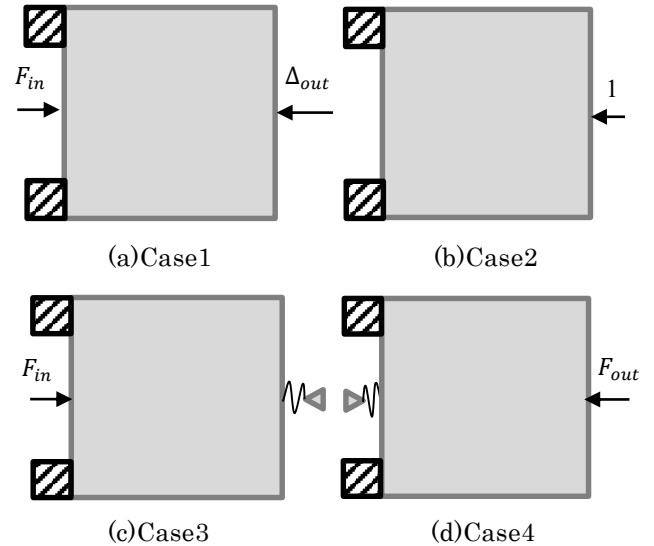 F_in
Δ_out
1
(a)Case1
(b)Case2
F_in
F_out
(c)Case3
(d)Case4